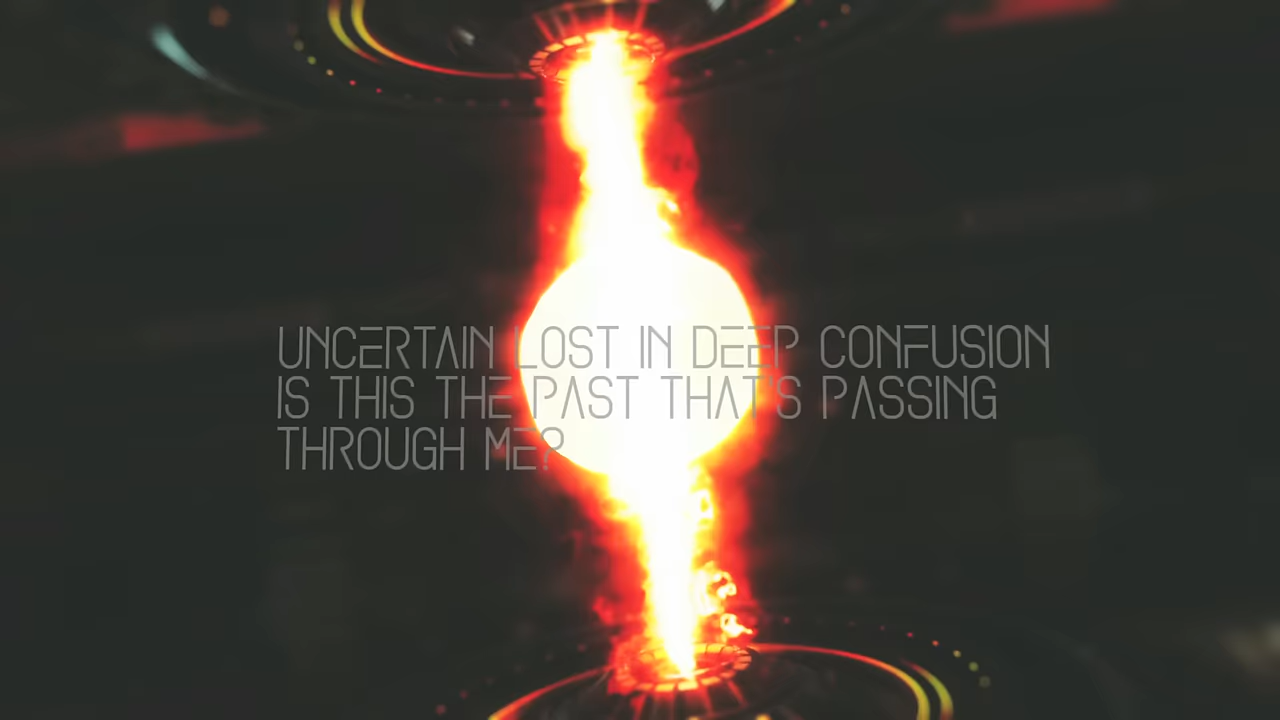 UNCERTAIN LOST IN DEEP CONFUSION
IS THIS THE PAST THAT'S PASSING
THROUGH ME?